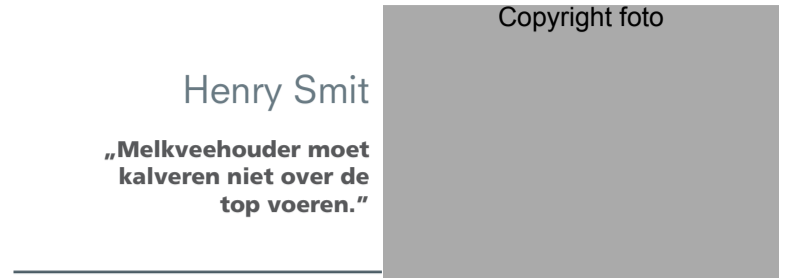 Copyright foto
Henry Smit
„Melkveehouder moet
kalveren niet over de
top voeren.”